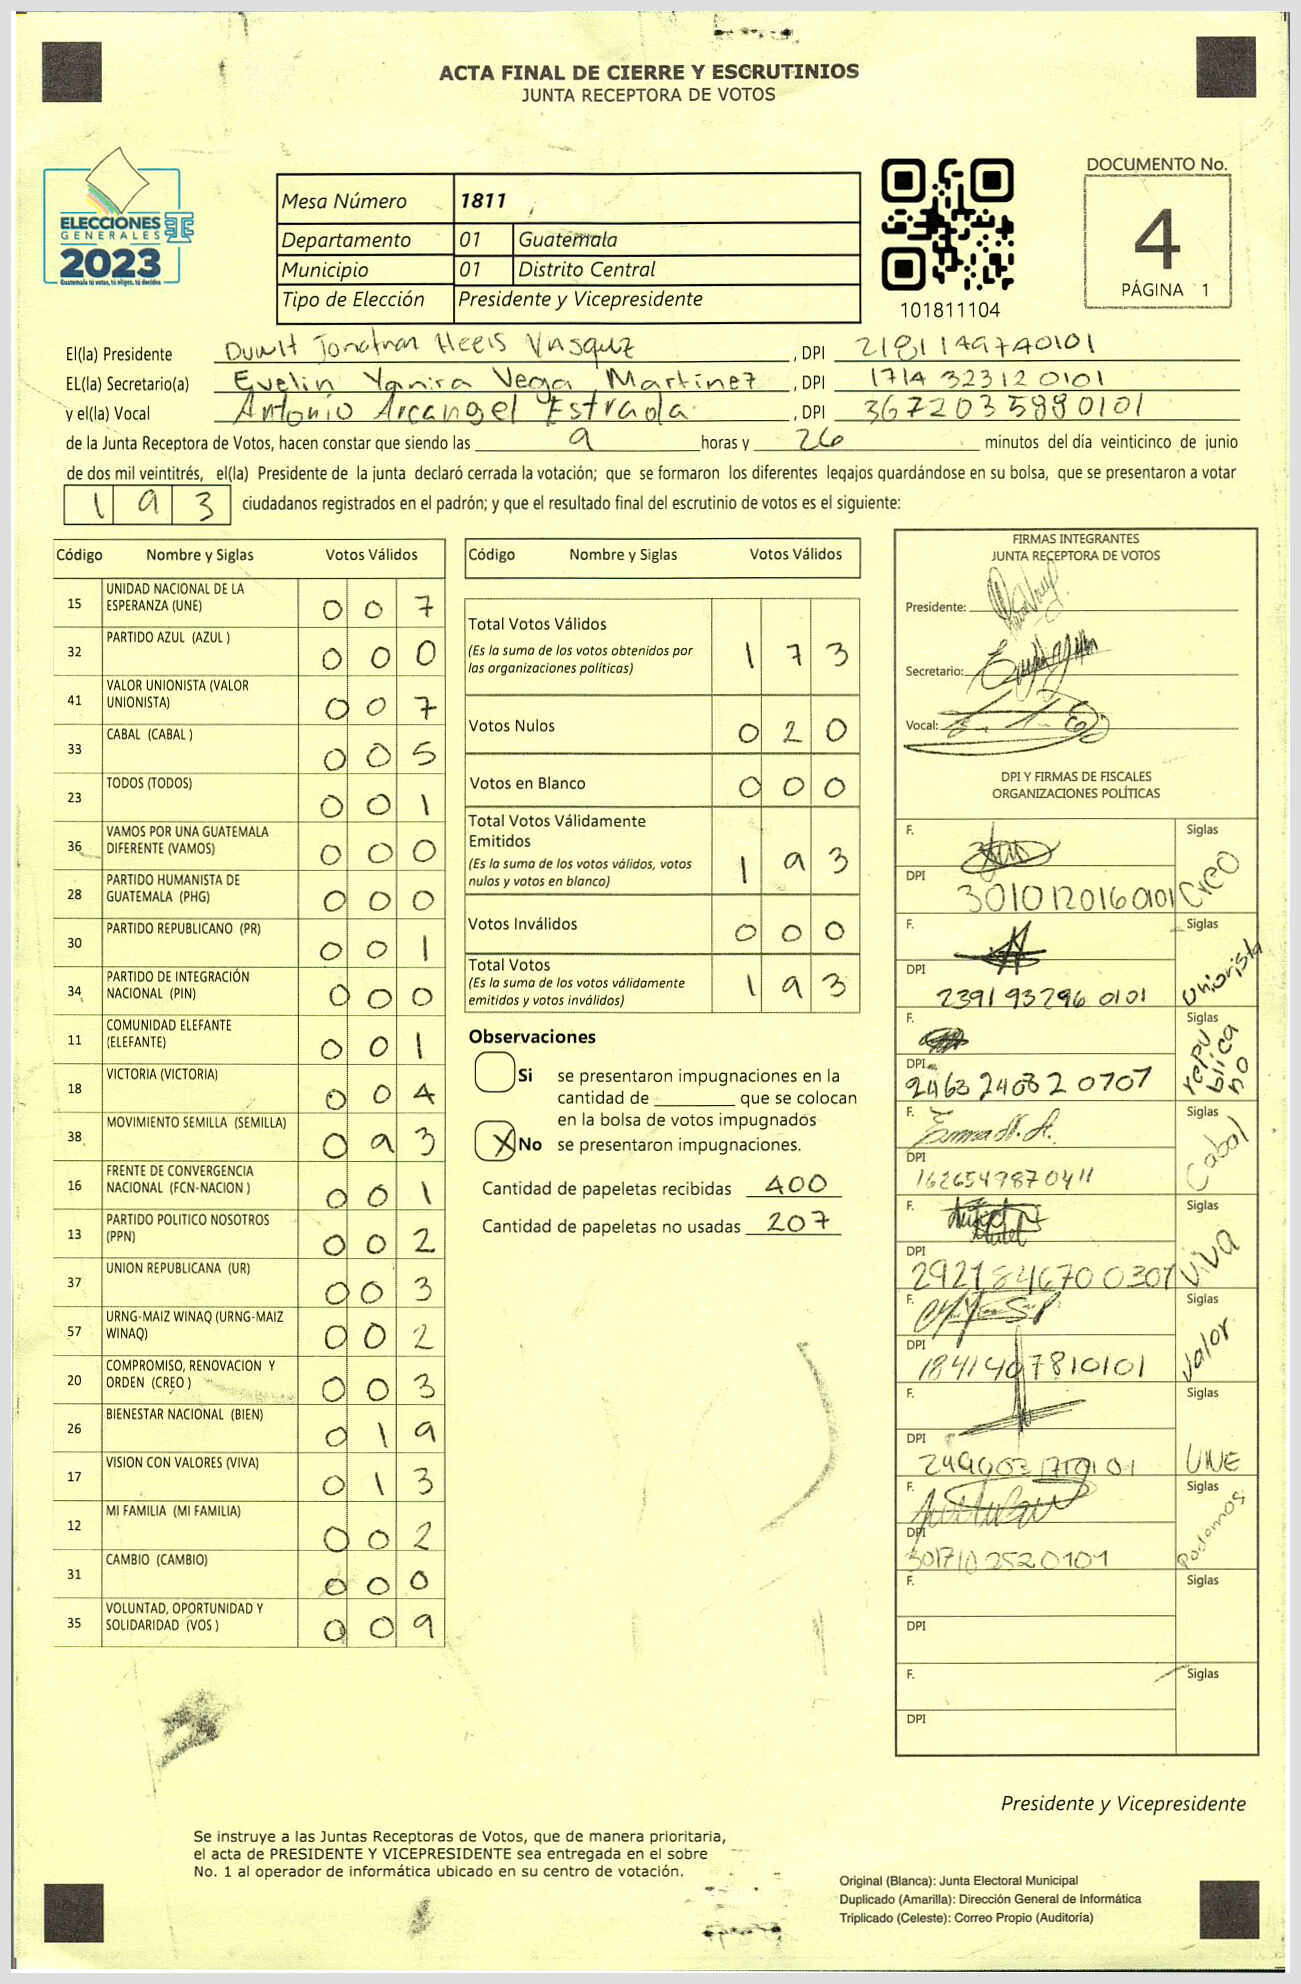 ACTA FINAL DE CIERRE Y ESCRUTINIOS
JUNTA RECEPTORA DE VOTOS
ELECCIONES
GENERALES
2023
Guatemala tú votas, tú eliges, tú decides
Mesa Número 1811
Departamento 01 Guatemala
Municipio 01 Distrito Central
Tipo de Elección Presidente y Vicepresidente
101811104
DOCUMENTO No.
4
PÁGINA 1
El(la) Presidente Jonatnan Vasquz , DPI 2181149740101
EL(la) Secretario(a) Evelin Yanira Vega Martinez , DPI 1714 32312 0101
y el(la) Vocal Antonio Arcangel Estrada , DPI 3672035990101
de la Junta Receptora de Votos, hacen constar que siendo las 9 horas y 26 minutos del día veinticinco de junio
de dos mil veintitrés, el(la) Presidente de la junta declaró cerrada la votación; que se formaron los diferentes legajos guardándose en su bolsa, que se presentaron a votar
193 ciudadanos registrados en el padrón; y que el resultado final del escrutinio de votos es el siguiente:
Código Nombre y Siglas Votos Válidos
15 UNIDAD NACIONAL DE LA
ESPERANZA (UNE) 0 0 7
32 PARTIDO AZUL (AZUL ) 0 0 0
41 VALOR UNIONISTA (VALOR
UNIONISTA) 0 0 7
33 CABAL (CABAL ) 0 0 5
23 TODOS (TODOS) 0 0 1
36 VAMOS POR UNA GUATEMALA
DIFERENTE (VAMOS) 0 0 0
28 PARTIDO HUMANISTA DE
GUATEMALA (PHG) 0 0 0
30 PARTIDO REPUBLICANO (PR) 0 0 1
34 PARTIDO DE INTEGRACIÓN
NACIONAL (PIN) 0 0 0
11 COMUNIDAD ELEFANTE
(ELEFANTE) 0 0 1
18 VICTORIA (VICTORIA) 0 0 4
38 MOVIMIENTO SEMILLA (SEMILLA) 0 9 3
16 FRENTE DE CONVERGENCIA
NACIONAL (FCN-NACION ) 0 0 1
13 PARTIDO POLITICO NOSOTROS
(PPN) 0 0 2
37 UNION REPUBLICANA (UR) 0 0 3
57 URNG-MAIZ WINAQ (URNG-MAIZ
WINAQ) 0 0 2
20 COMPROMISO, RENOVACION Y
ORDEN (CREO ) 0 0 3
26 BIENESTAR NACIONAL (BIEN) 0 1 9
17 VISION CON VALORES (VIVA) 0 1 3
12 MI FAMILIA (MI FAMILIA) 0 0 2
31 CAMBIO (CAMBIO) 0 0 0
35 VOLUNTAD, OPORTUNIDAD Y
SOLIDARIDAD (VOS ) 0 0 9
Código Nombre y Siglas Votos Válidos
Total Votos Válidos
(Es la suma de los votos obtenidos por
las organizaciones políticas) 1 7 3
Votos Nulos 0 2 0
Votos en Blanco 0 0 0
Total Votos Válidamente
Emitidos
(Es la suma de los votos válidos, votos
nulos y votos en blanco) 1 9 3
Votos Inválidos 0 0 0
Total Votos
(Es la suma de los votos válidamente
emitidos y votos inválidos) 1 9 3
Observaciones
Si se presentaron impugnaciones en la
cantidad de ________ que se colocan
en la bolsa de votos impugnados
X No se presentaron impugnaciones.
Cantidad de papeletas recibidas 400
Cantidad de papeletas no usadas 207
FIRMAS INTEGRANTES
JUNTA RECEPTORA DE VOTOS
Presidente:
Secretario:
Vocal:
DPI Y FIRMAS DE FISCALES
ORGANIZACIONES POLÍTICAS
F. Siglas
DPI 3010120160101 Creo
F. Siglas
DPI 239193296 0101 Unionista
F. Siglas
DPI 2463 24032 0707 republicano
F. Siglas
DPI 1626549870411 Cabal
F. Siglas
DPI Viva
F. Siglas
DPI 1841407810101 Valor
F. Siglas
DPI UNE
F. Siglas
DPI 301710252 0101 Podemos
F. Siglas
DPI
F. Siglas
DPI
Presidente y Vicepresidente
Se instruye a las Juntas Receptoras de Votos, que de manera prioritaria,
el acta de PRESIDENTE Y VICEPRESIDENTE sea entregada en el sobre
No. 1 al operador de informática ubicado en su centro de votación.
Original (Blanca): Junta Electoral Municipal
Duplicado (Amarilla): Dirección General de Informática
Triplicado (Celeste): Correo Propio (Auditoría)